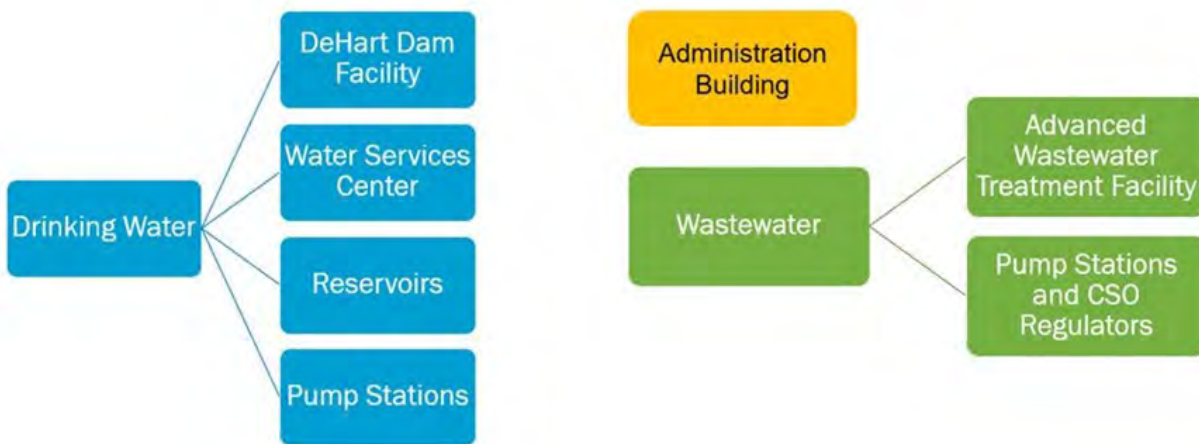 Drinking Water
DeHart Dam
Facility
Water Services
Center
Reservoirs
Pump Stations
Administration
Building
Wastewater
Advanced
Wastewater
Treatment Facility
Pump Stations
and CSO
Regulators